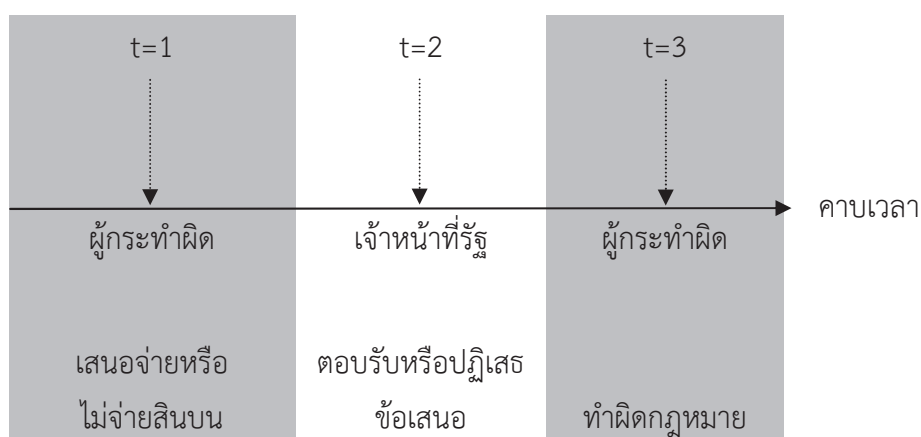 t=1 t=2 t=3
คาบเวลา
ผู้กระทำผิด เจ้าหน้าที่รัฐ ผู้กระทำผิด
เสนอจ่ายหรือ ตอบรับหรือปฏิเสธ
ไม่จ่ายสินบน ข้อเสนอ ทำผิดกฎหมาย